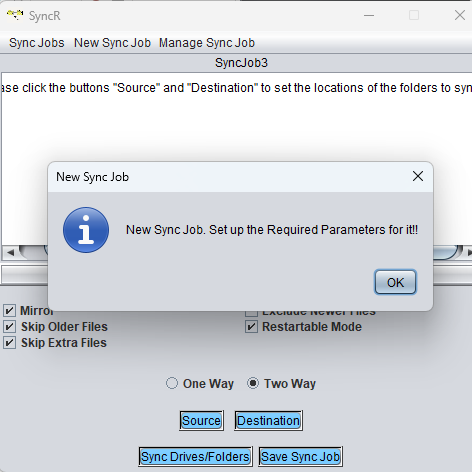 SyncR
Sync Jobs New Sync Job Manage Sync Job
SyncJob3
click the buttons "Source" and "Destination" to set the locations of the folders to
New Sync Job
New Sync Job. Set up the Required Parameters for it!!
OK
Mirror Exclude Newer Files
Skip Older Files Restartable Mode
Skip Extra Files
One Way Two Way
Source Destination
Sync Drives/Folders Save Sync Job